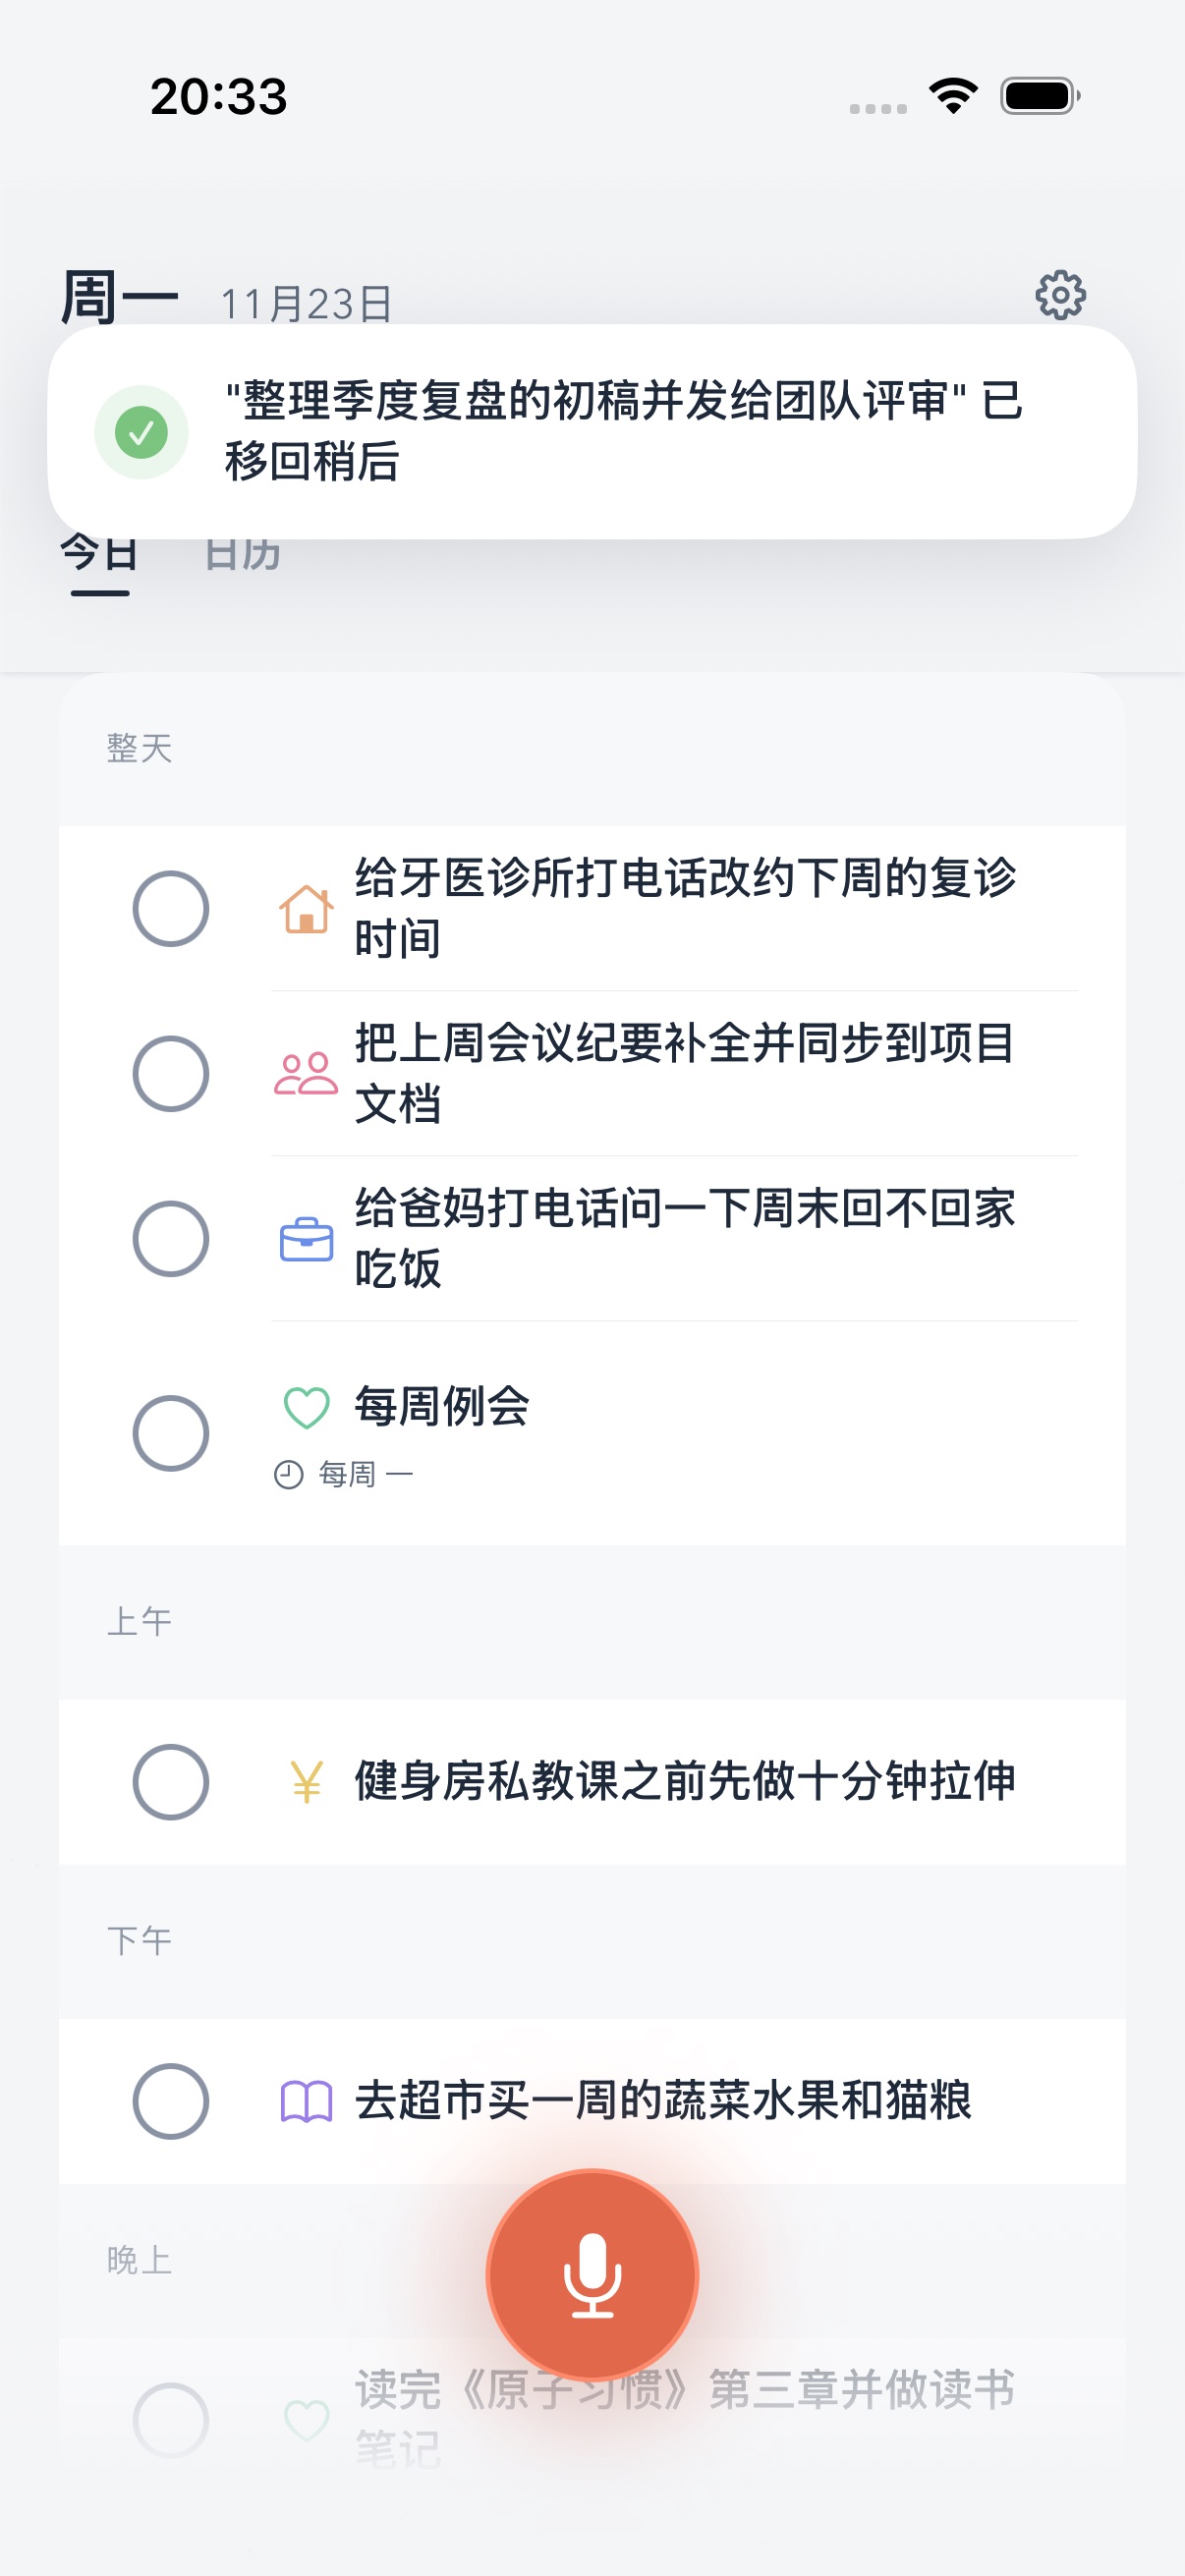 20:33
周一 11月23日
"整理季度复盘的初稿并发给团队评审" 已
移回稍后
今日 日历
整天
给牙医诊所打电话改约下周的复诊
时间
把上周会议纪要补全并同步到项目
文档
给爸妈打电话问一下周末回不回家
吃饭
每周例会
每周 一
上午
健身房私教课之前先做十分钟拉伸
下午
去超市买一周的蔬菜水果和猫粮
晚上
读完《原子习惯》第三章并做读书
笔记